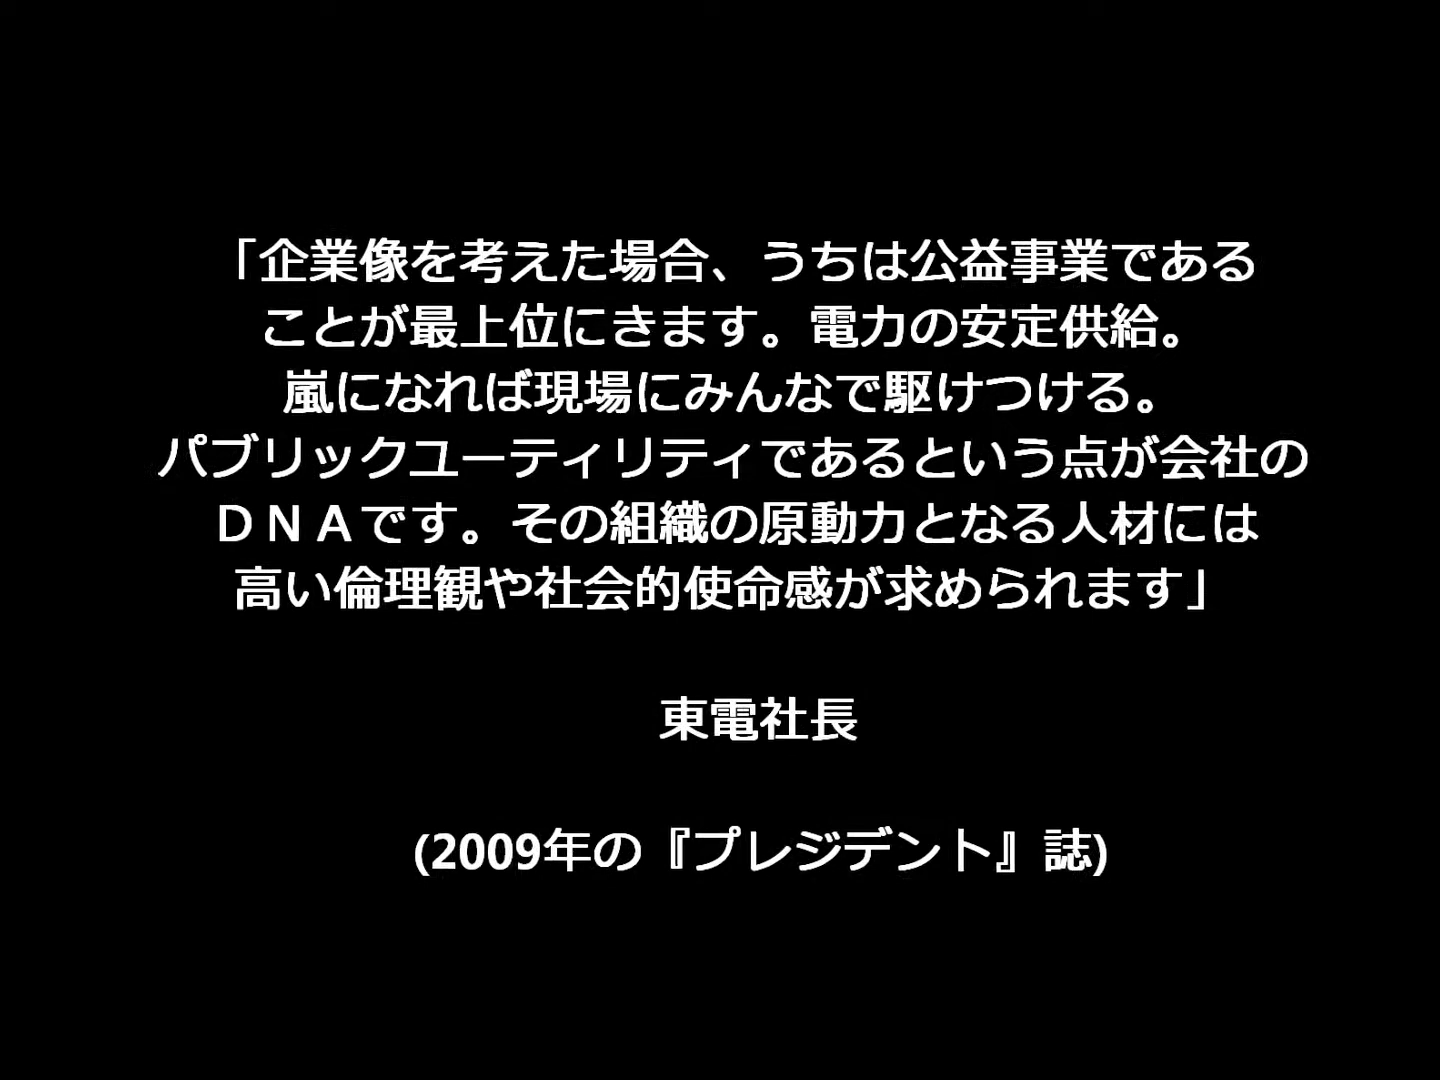 「企業像を考えた場合、うちは公益事業である
ことが最上位にきます。電力の安定供給。
嵐になれば現場にみんなで駆けつける。
パブリックユーティリティであるという点が会社の
ＤＮＡです。その組織の原動力となる人材には
高い倫理観や社会的使命感が求められます」
東電社長
(2009年の『プレジデント』誌)